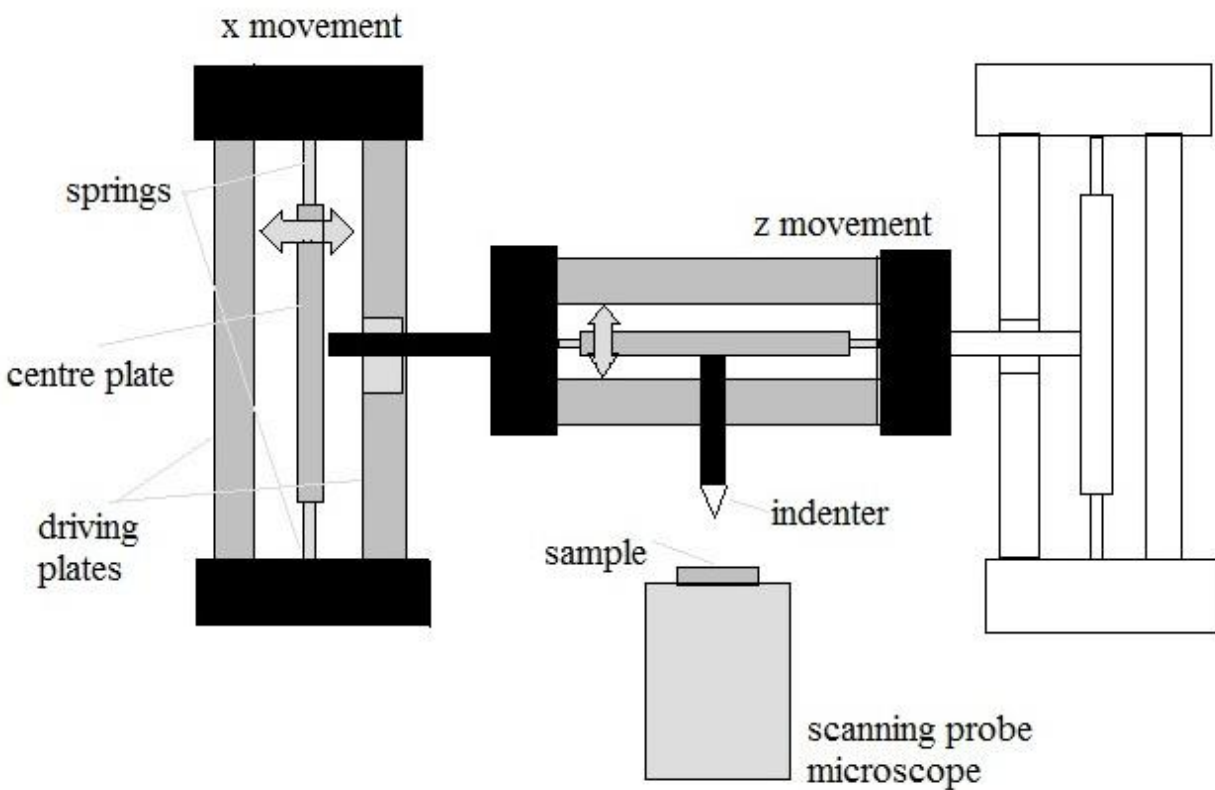 x movement
springs
z movement
centre plate
driving
plates
indenter
sample
scanning probe
microscope